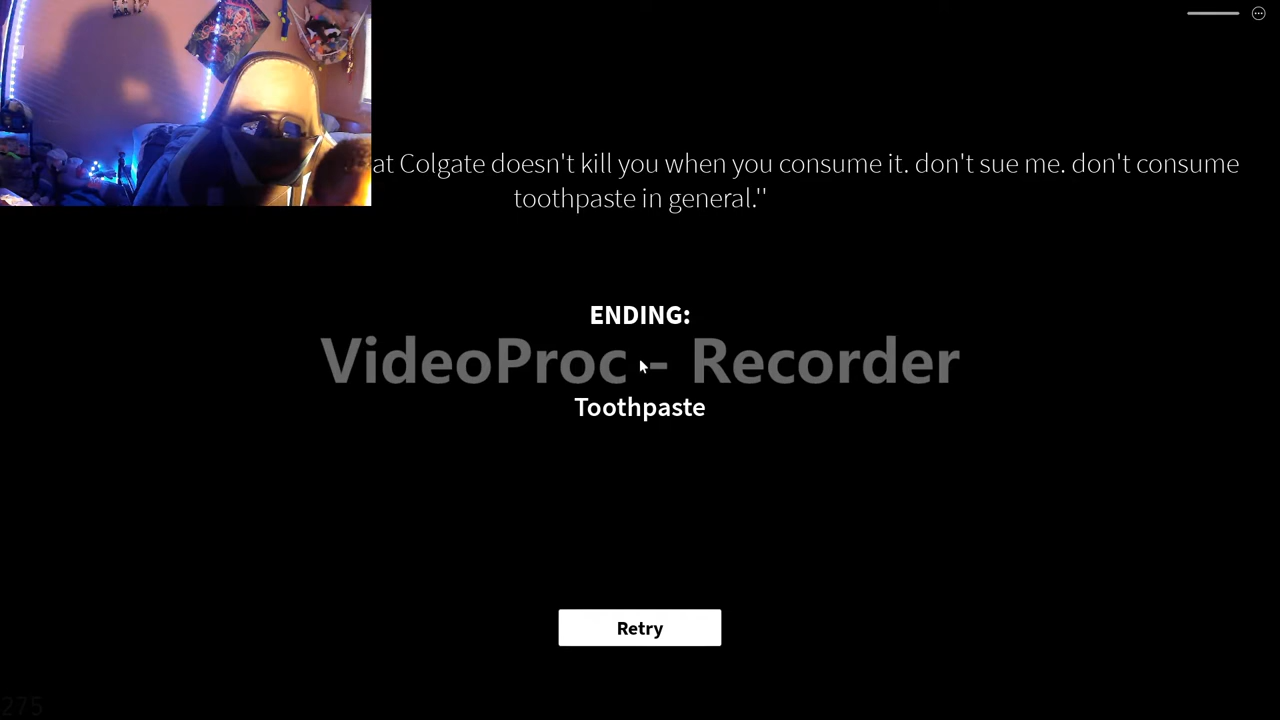 at Colgate doesn't kill you when you consume it. don't sue me. don't consume
toothpaste in general.''
ENDING:
VideoProc - Recorder
Toothpaste
Retry
275